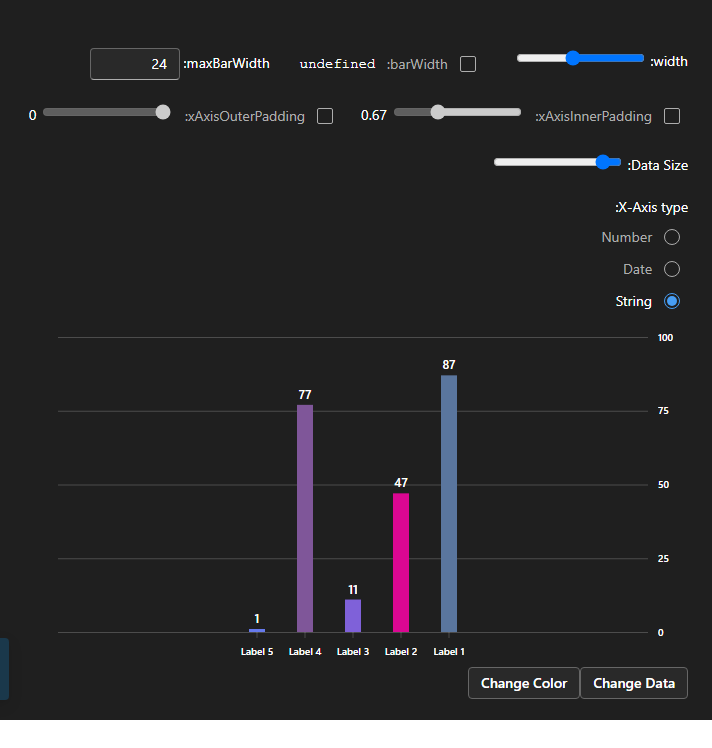 width:
barWidth: undefined
maxBarWidth: 24
xAxisInnerPadding: 0.67
xAxisOuterPadding: 0
Data Size:
X-Axis type:
Number
Date
String
100
75
50
25
0
87
47
11
77
1
Label 1
Label 2
Label 3
Label 4
Label 5
Change Data
Change Color